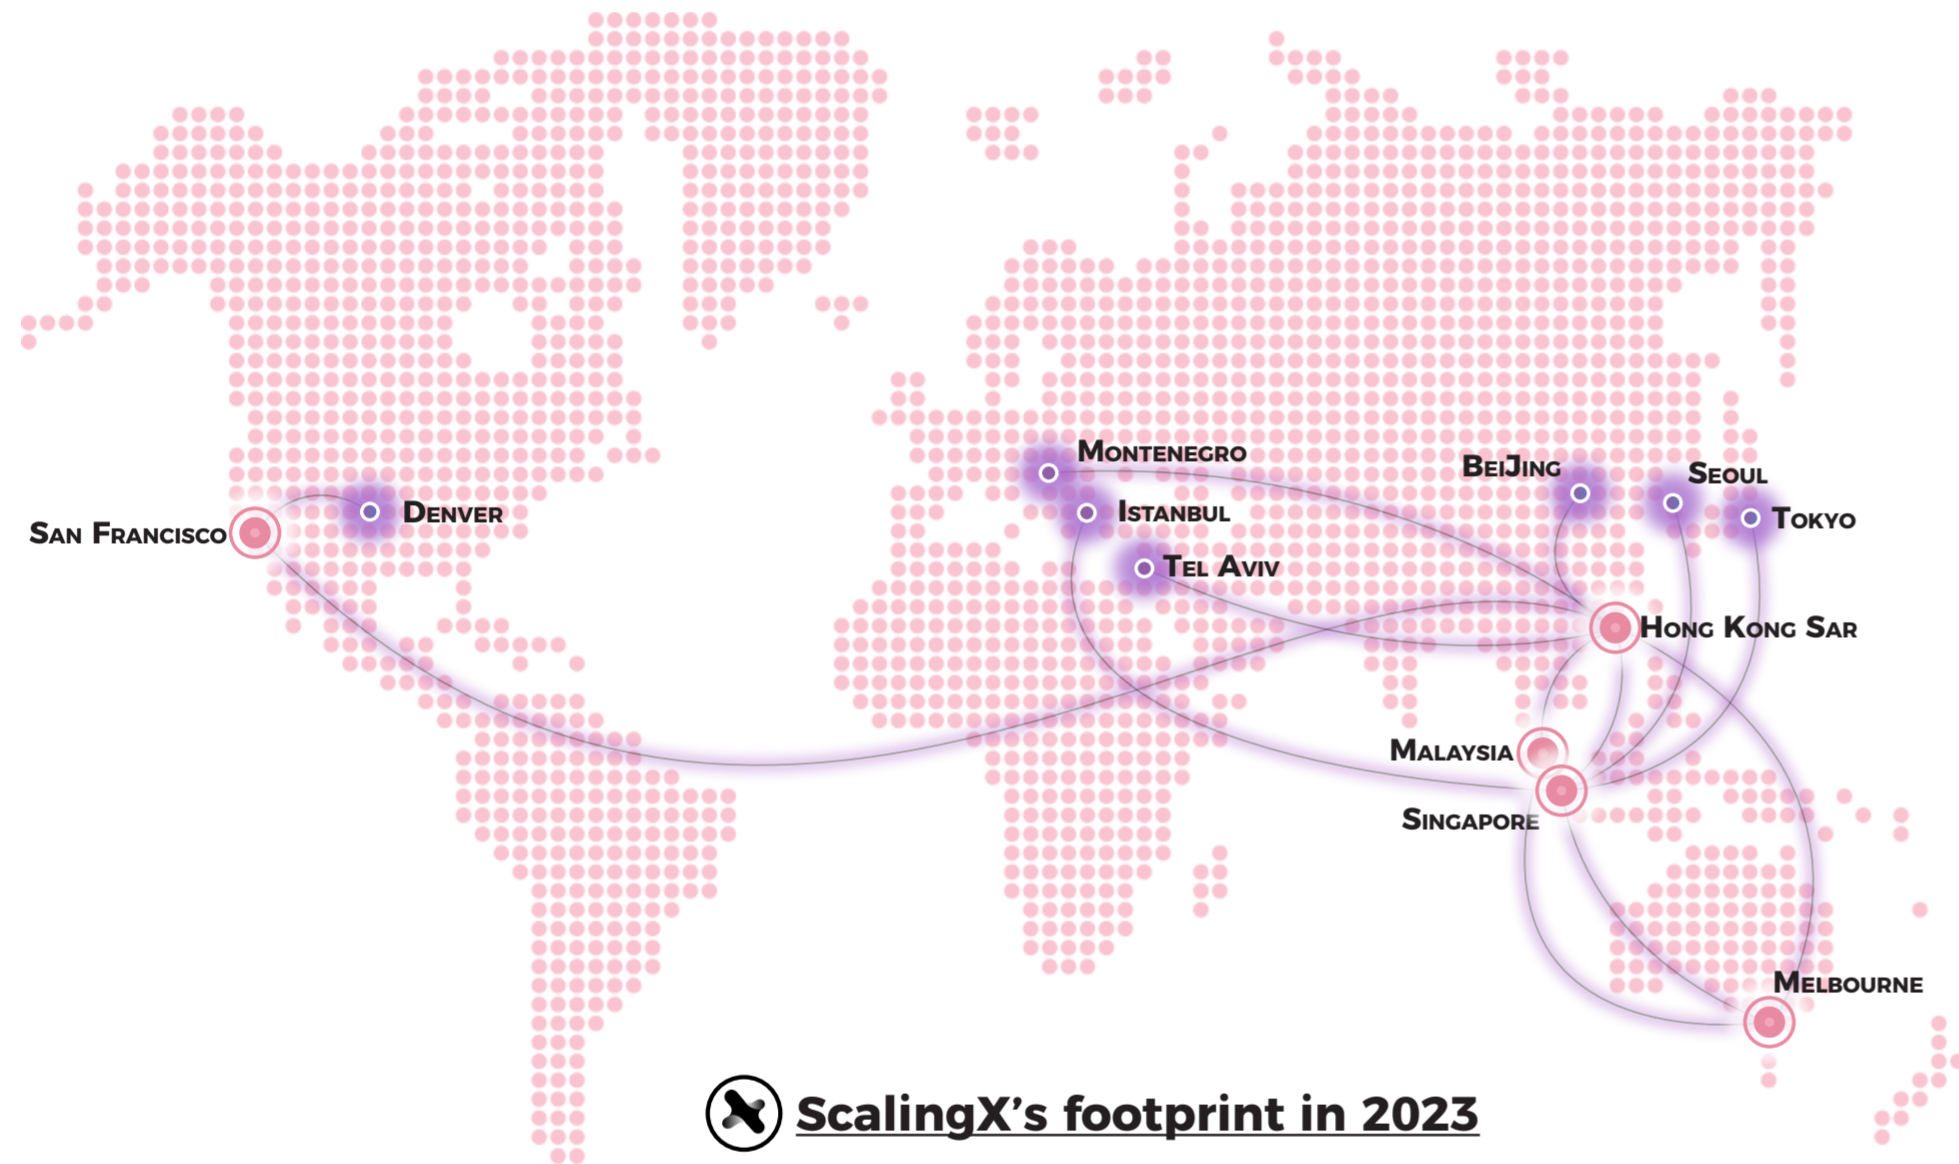 Montenegro
BeiJing
Seoul
San Francisco
Denver
Istanbul
Tokyo
Tel Aviv
Hong Kong Sar
Malaysia
Singapore
Melbourne
ScalingX’s footprint in 2023